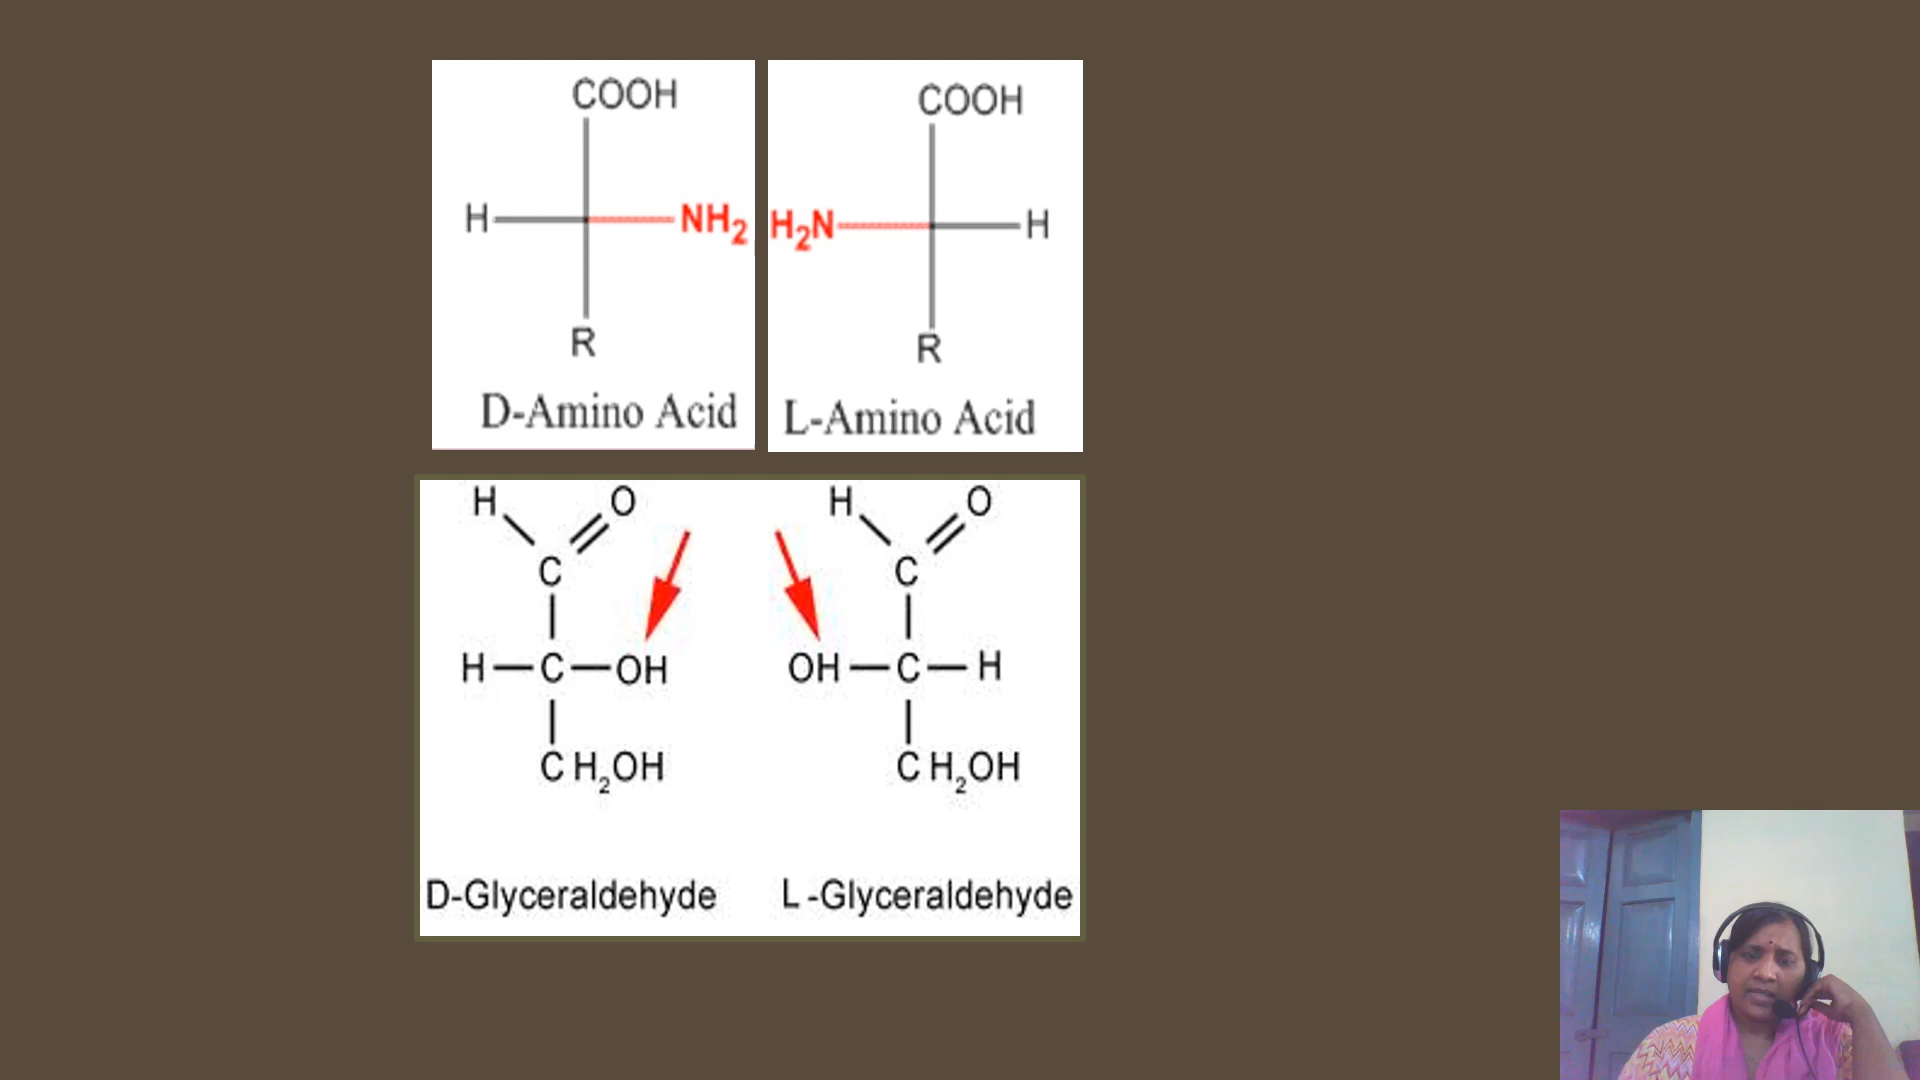 COOH
H NH2
R
D-Amino Acid
COOH
H2N H
R
L-Amino Acid
H O
C
H—C—OH
CH2OH
D-Glyceraldehyde
H O
C
OH—C—H
CH2OH
L-Glyceraldehyde